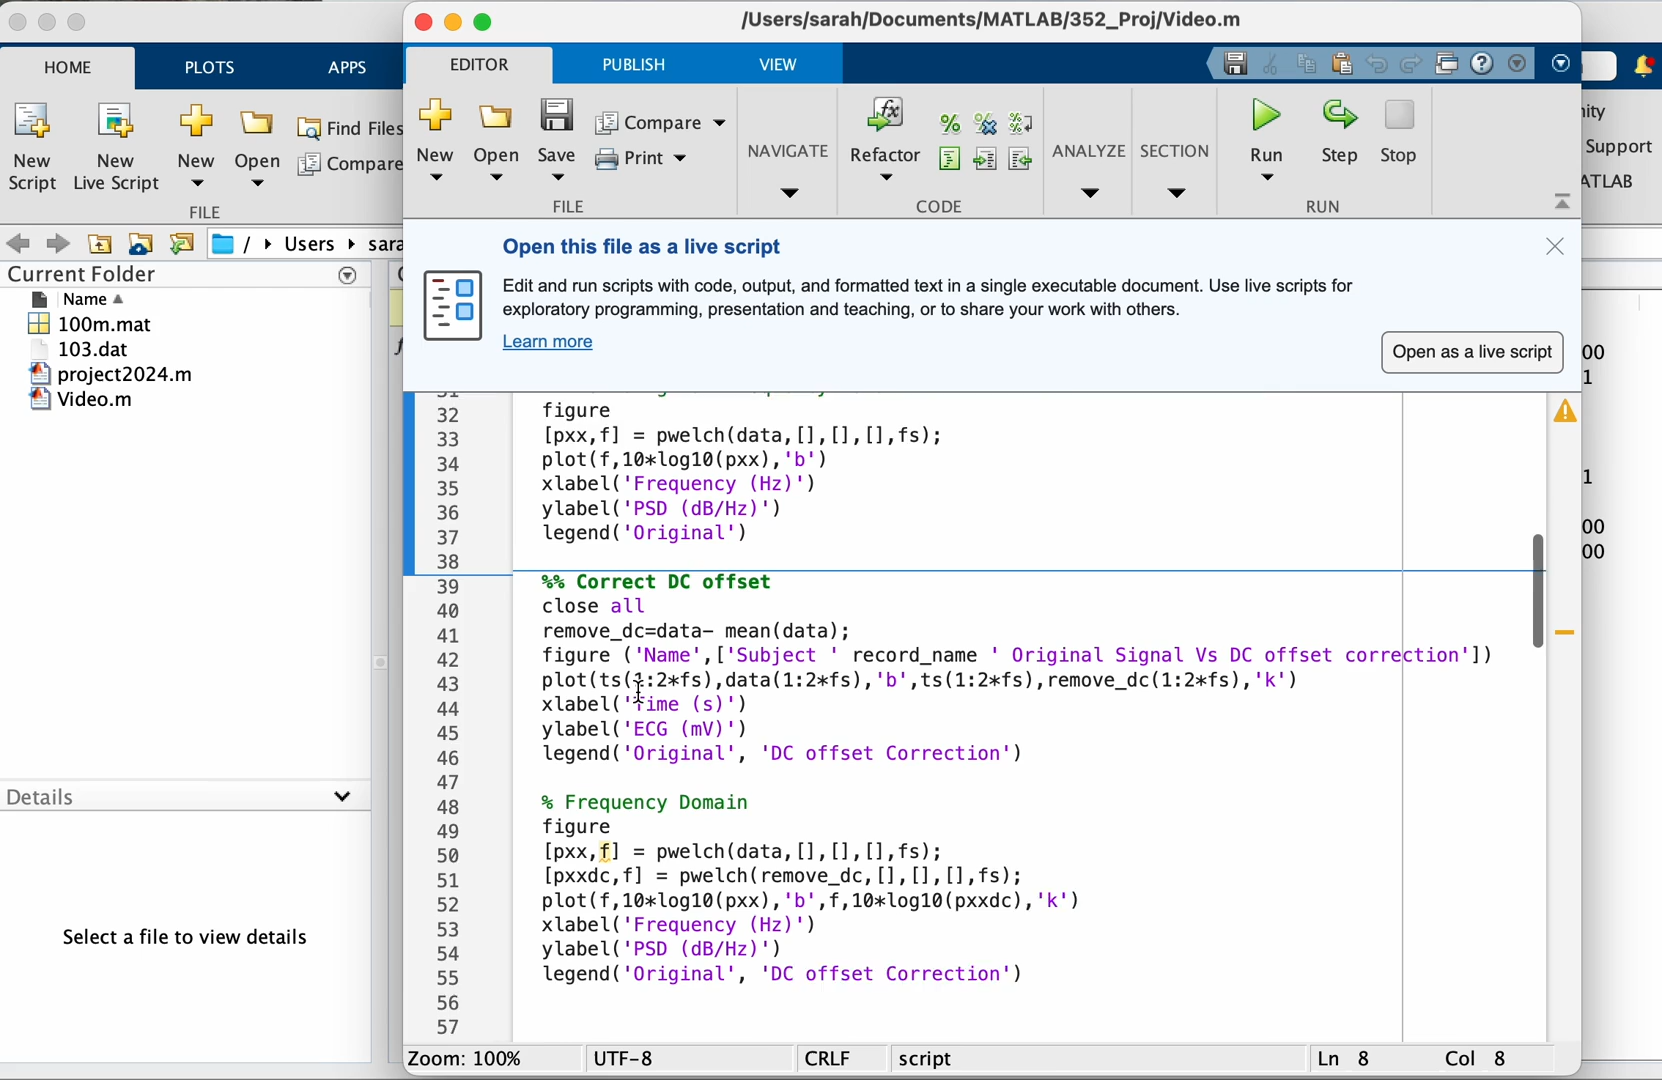 /Users/sarah/Documents/MATLAB/352_Proj/Video.m
HOME PLOTS APPS
EDITOR PUBLISH VIEW
New Script
New Live Script
New
Open
Find Files
Compare
FILE
New
Open
Save
Compare
Print
FILE
NAVIGATE
Refactor
CODE
ANALYZE
SECTION
Run
Step
Stop
RUN
Support
/ Users sara
Current Folder
Name
100m.mat
103.dat
project2024.m
Video.m
Details
Select a file to view details
Open this file as a live script
Edit and run scripts with code, output, and formatted text in a single executable document. Use live scripts for
exploratory programming, presentation and teaching, or to share your work with others.
Learn more
Open as a live script
32 figure
33 [pxx,f] = pwelch(data,[],[],[],fs);
34 plot(f,10*log10(pxx),'b')
35 xlabel('Frequency (Hz)')
36 ylabel('PSD (dB/Hz)')
37 legend('Original')
38
39 %% Correct DC offset
40 close all
41 remove_dc=data- mean(data);
42 figure ('Name',['Subject ' record_name ' Original Signal Vs DC offset correction'])
43 plot(ts(1:2*fs),data(1:2*fs),'b',ts(1:2*fs),remove_dc(1:2*fs),'k')
44 xlabel('Time (s)')
45 ylabel('ECG (mV)')
46 legend('Original', 'DC offset Correction')
47
48 % Frequency Domain
49 figure
50 [pxx,f] = pwelch(data,[],[],[],fs);
51 [pxxdc,f] = pwelch(remove_dc,[],[],[],fs);
52 plot(f,10*log10(pxx),'b',f,10*log10(pxxdc),'k')
53 xlabel('Frequency (Hz)')
54 ylabel('PSD (dB/Hz)')
55 legend('Original', 'DC offset Correction')
56
57
00
1
1
00
00
Zoom: 100% UTF-8 CRLF script Ln 8 Col 8